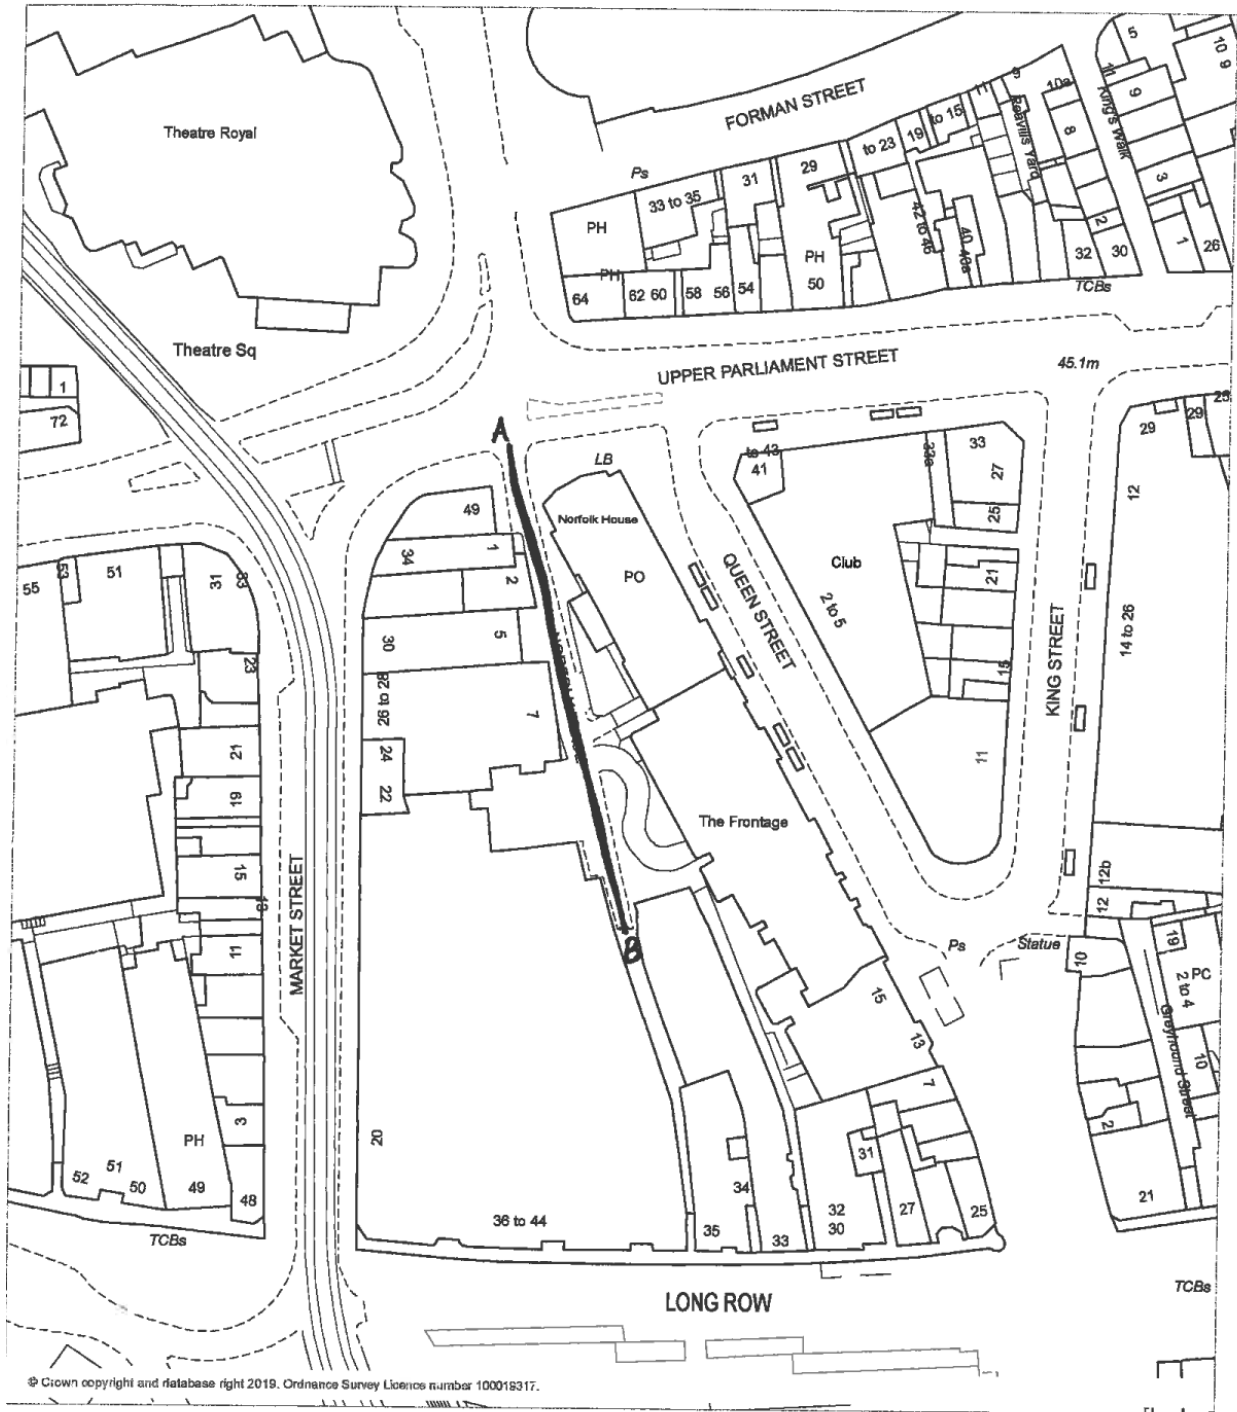 Theatre Royal
FORMAN STREET
5
10 9
11
9
10a
9
King's Walk
to 15
11
8
19
to 23
29
31
33 to 35
Ps
PH
3
2
1
26
30
32
42 to 46
40
PH
50
54
56
58
60
62
64
PH
TCBs
Theatre Sq
UPPER PARLIAMENT STREET
45.1m
1
72
A
LB
to 43
41
33a
33
27
25
29
29
25
12
49
Norfolk House
PO
Club
34
1
2
5
30
7
24
22
55
53
51
31
33
23
QUEEN STREET
2 to 5
21
15
11
KING STREET
14 to 26
21
19
15
13
11
3
The Frontage
MARKET STREET
12b
12
B
Ps
Statue
10
19
PC
2 to 4
Greyhound Street
10
15
13
7
2
21
20
PH
52
51
50
49
48
TCBs
36 to 44
35
34
33
32
30
31
27
25
LONG ROW
TCBs
© Crown copyright and database right 2019. Ordnance Survey Licence number 100019317.